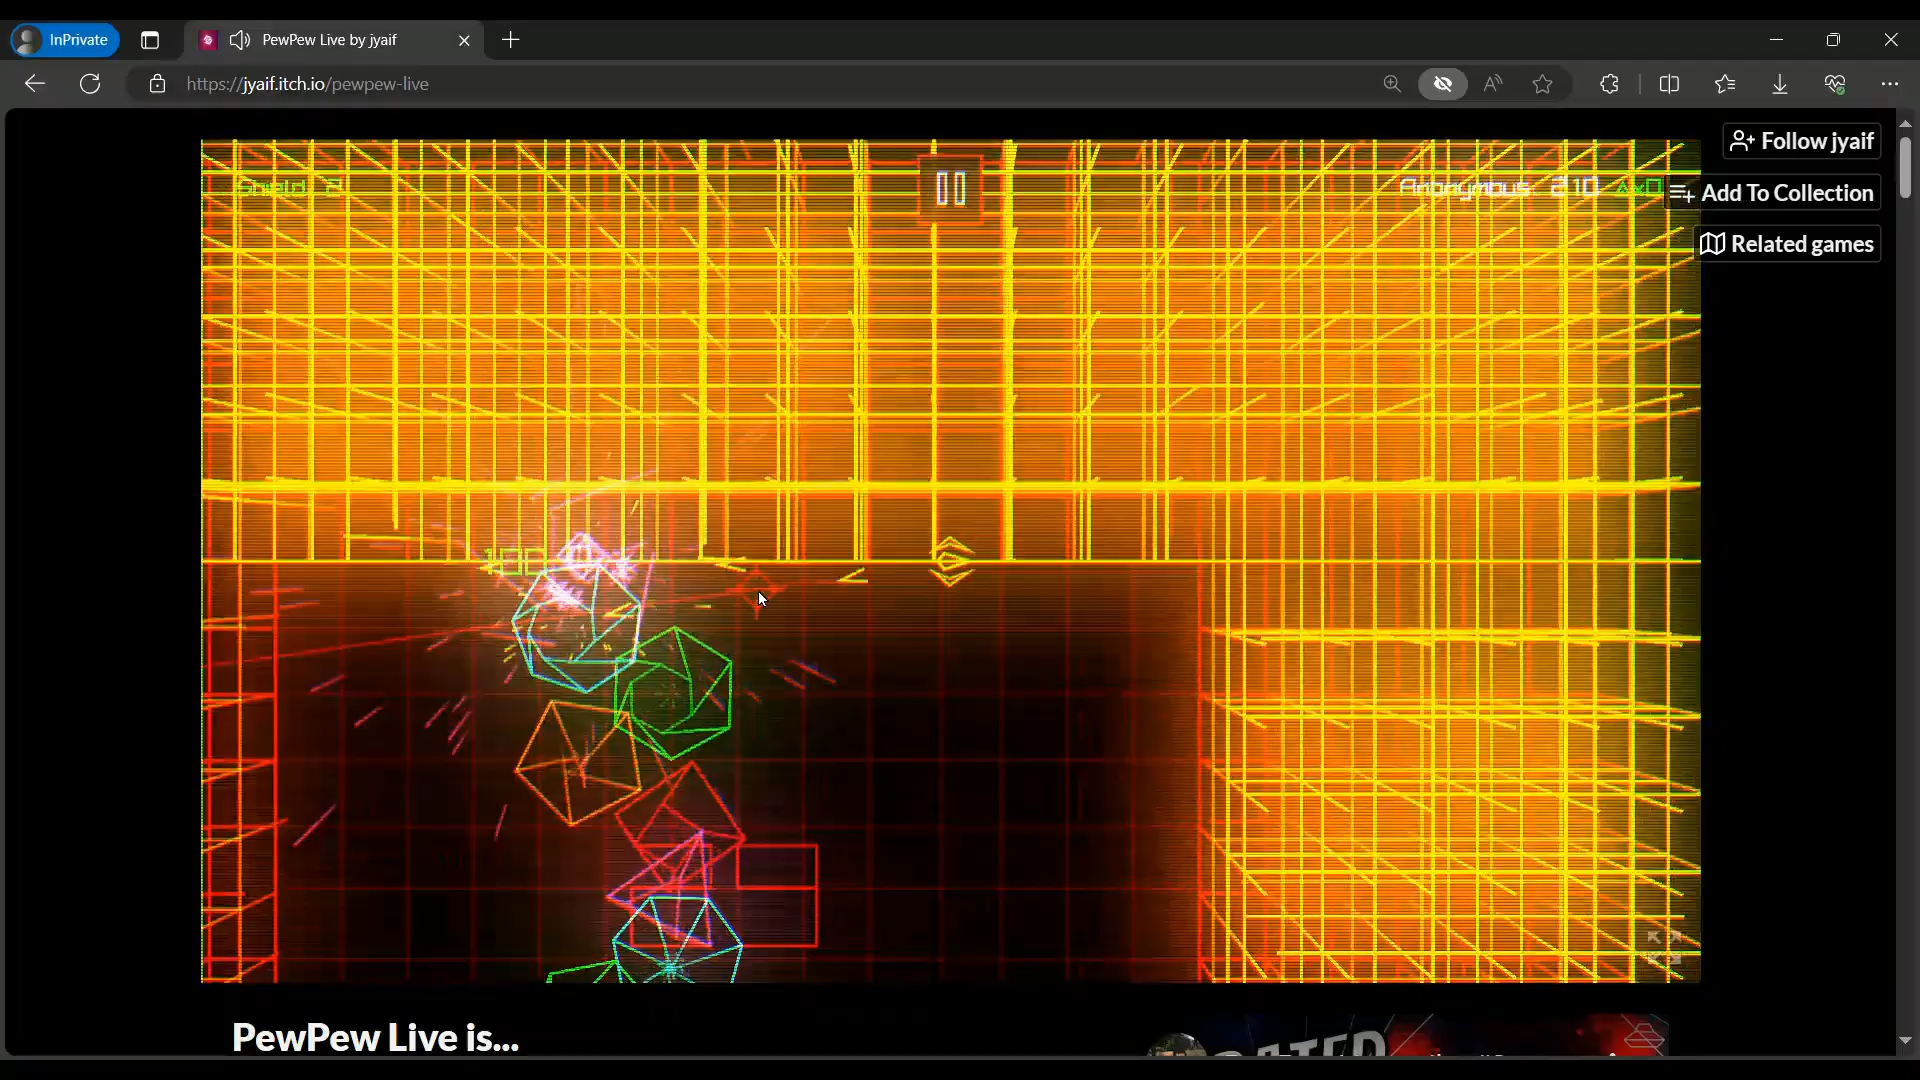 InPrivate
PewPew Live by jyaif
https://jyaif.itch.io/pewpew-live
Follow jyaif
Shield: 2
Anonymous: 210
Add To Collection
Related games
100
PewPew Live is...